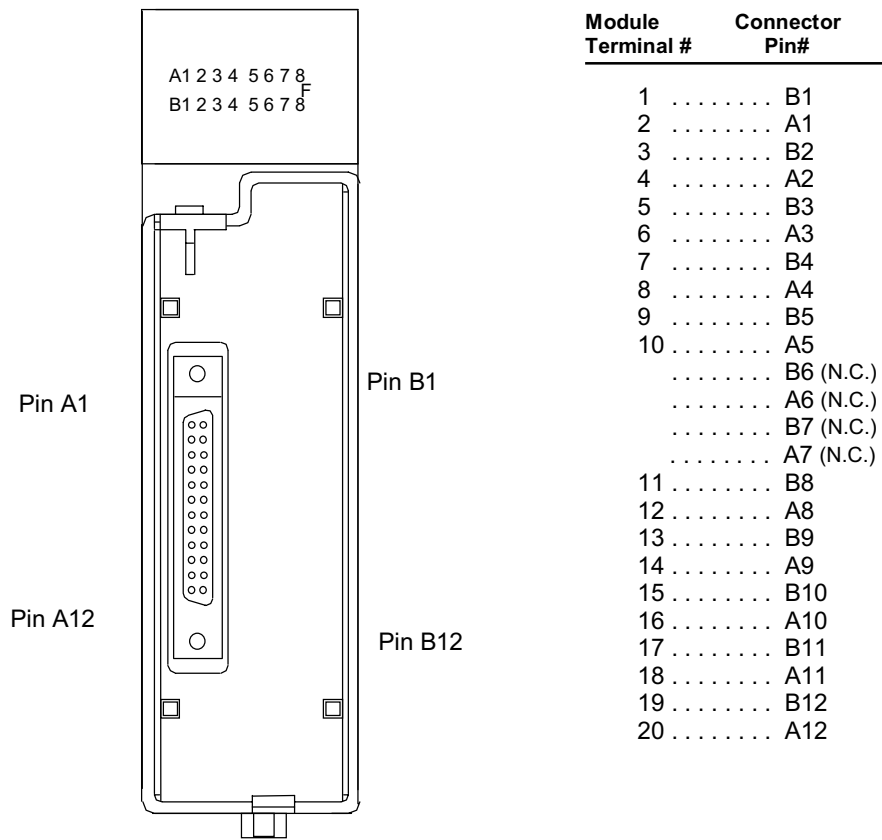 A1 2 3 4 5 6 7 8
F
B1 2 3 4 5 6 7 8
Pin A1
Pin B1
Pin A12
Pin B12
Module Connector
Terminal # Pin#
1 . . . . . . . . B1
2 . . . . . . . . A1
3 . . . . . . . . B2
4 . . . . . . . . A2
5 . . . . . . . . B3
6 . . . . . . . . A3
7 . . . . . . . . B4
8 . . . . . . . . A4
9 . . . . . . . . B5
10 . . . . . . . . A5
. . . . . . . . B6 (N.C.)
. . . . . . . . A6 (N.C.)
. . . . . . . . B7 (N.C.)
. . . . . . . . A7 (N.C.)
11 . . . . . . . . B8
12 . . . . . . . . A8
13 . . . . . . . . B9
14 . . . . . . . . A9
15 . . . . . . . . B10
16 . . . . . . . . A10
17 . . . . . . . . B11
18 . . . . . . . . A11
19 . . . . . . . . B12
20 . . . . . . . . A12